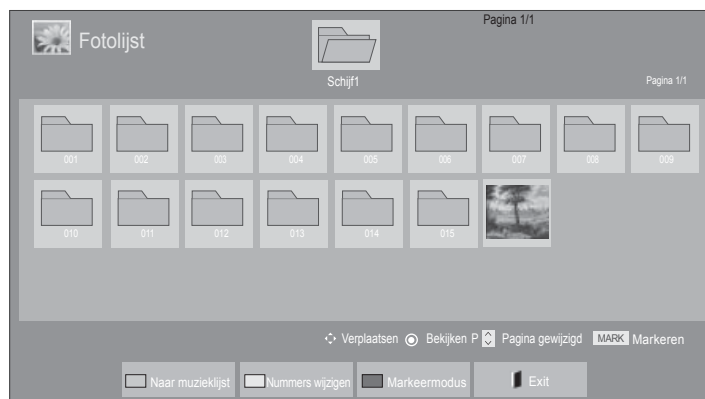 Pagina 1/1
Fotolijst
Schijf1
Pagina 1/1
001 002 003 004 005 006 007 008 009
010 011 012 013 014 015
Verplaatsen Bekijken P Pagina gewijzigd MARK Markeren
Naar muzieklijst Nummers wijzigen Markeermodus Exit